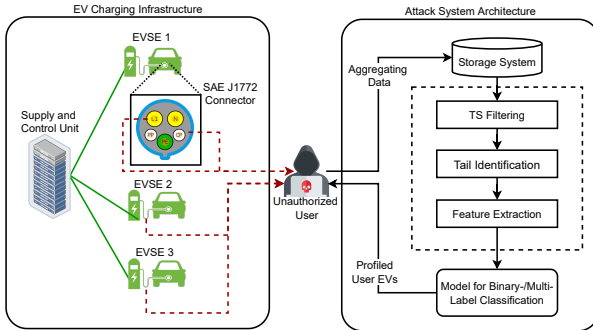 EV Charging Infrastructure
EVSE 1
SAE J1772
Connector
L1
N
PP
CP
PE
Supply and
Control Unit
EVSE 2
EVSE 3
Unauthorized
User
Attack System Architecture
Aggregating
Data
Storage System
TS Filtering
Tail Identification
Feature Extraction
Profiled
User EVs
Model for Binary-/Multi-
Label Classification